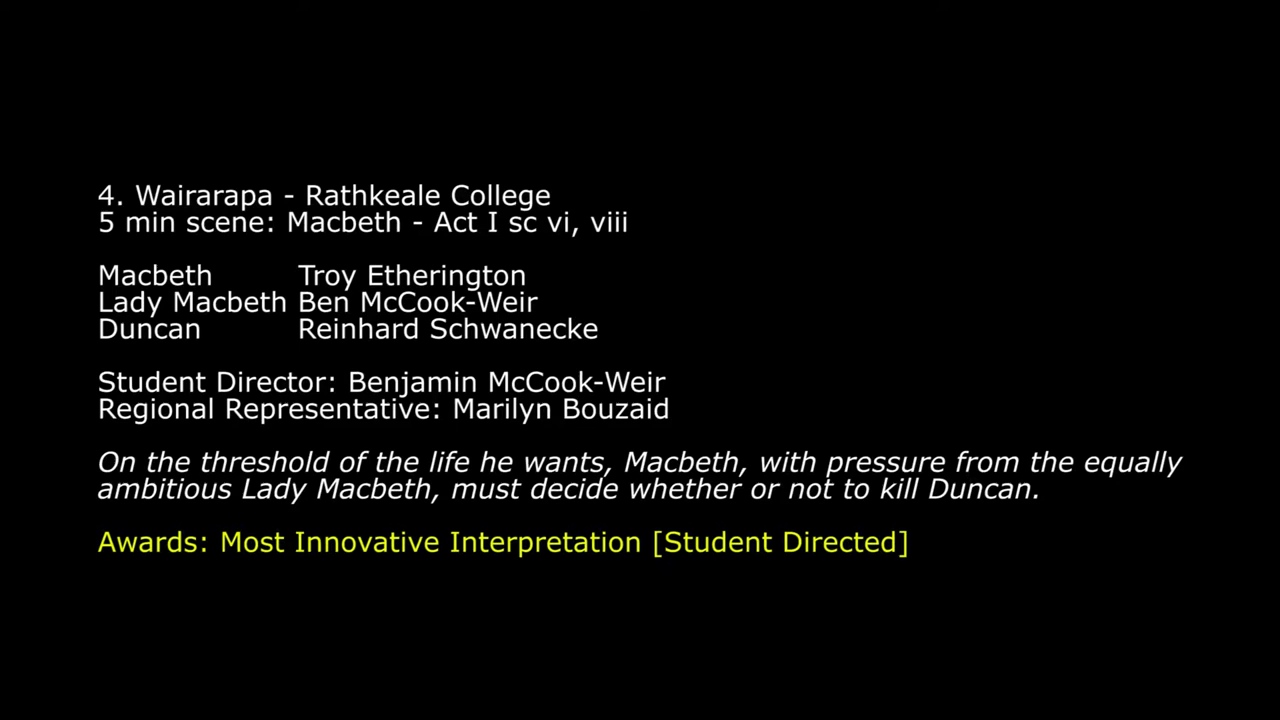 4. Wairarapa - Rathkeale College
5 min scene: Macbeth - Act I sc vi, viii
Macbeth Troy Etherington
Lady Macbeth Ben McCook-Weir
Duncan Reinhard Schwanecke
Student Director: Benjamin McCook-Weir
Regional Representative: Marilyn Bouzaid
On the threshold of the life he wants, Macbeth, with pressure from the equally
ambitious Lady Macbeth, must decide whether or not to kill Duncan.
Awards: Most Innovative Interpretation [Student Directed]